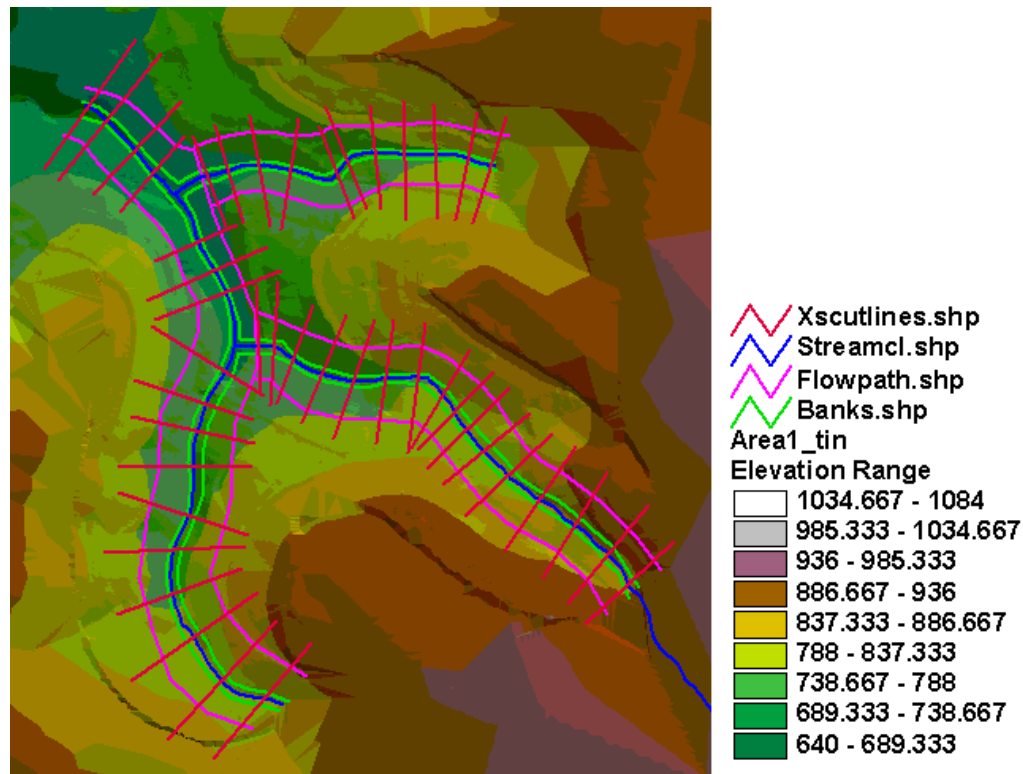 Xscutlines.shp
Streamcl.shp
Flowpath.shp
Banks.shp
Area1_tin
Elevation Range
1034.667 - 1084
985.333 - 1034.667
936 - 985.333
886.667 - 936
837.333 - 886.667
788 - 837.333
738.667 - 788
689.333 - 738.667
640 - 689.333